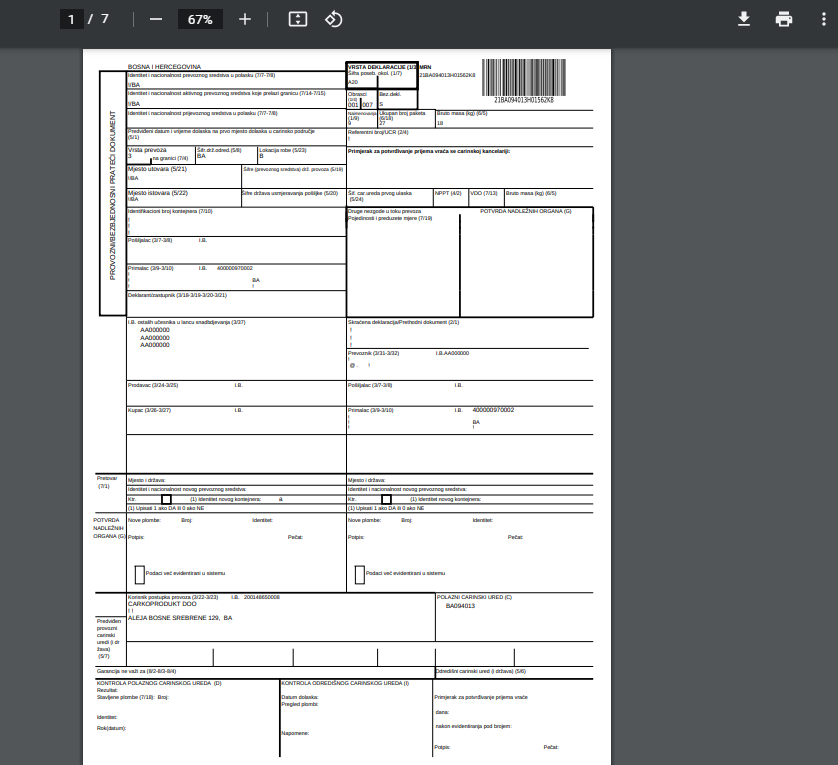 1 / 7
67%
BOSNA I HERCEGOVINA
VRSTA DEKLARACIJE (1/3)
MRN
Identitet i nacionalnost prevoznog sredstva u polasku (7/7-7/8)
Šifra poseb. okol. (1/7)
21BA094013H01562K8
I/BA
A20
Identitet i nacionalnost aktivnog prevoznog sredstva koje prelazi granicu (7/14-7/15)
Obrasci
Bez.dekl.
21BA094013H01562K8
I/BA
001
007
S
Identitet i nacionalnost prijevoznog sredstva u polasku (7/7-7/8)
Naimenovanja (1/9)
Ukupan broj paketa (6/18)
Bruto masa (kg) (6/5)
9
27
18
Predviđeni datum i vrijeme dolaska na prvo mjesto dolaska u carinsko područje (5/1)
Referentni broj/UCR (2/4)
Vrsta prevoza
Šifr.drž.odred.(5/8)
Lokacija robe (5/23)
Primjerak za potvrđivanje prijema vraća se carinskoj kancelariji:
3
na granici (7/4)
BA
B
Mjesto utovara (5/21)
Šifre (prevoznog sredstva) drž. provoza (5/19)
I/BA
Mjesto istovara (5/22)
Šifre država usmjeravanja pošiljke (5/20)
Šif. car.ureda prvog ulaska (5/24)
NPPT (4/2)
VDO (7/13)
Bruto masa (kg) (6/5)
I/BA
PROVOZNI/BEZBJEDNOSNI PRATEĆI DOKUMENT
Identifikacioni broj kontejnera (7/10)
Druge nezgode u toku prevoza
POTVRDA NADLEŽNIH ORGANA (G)
Pojedinosti i preduzete mjere (7/19)
Pošiljalac (3/7-3/8)
I.B.
Primalac (3/9-3/10)
I.B.
400000970002
BA
Deklarant/zastupnik (3/18-3/19-3/20-3/21)
I.B. ostalih učesnika u lancu snadbdjevanja (3/37)
Skraćena deklaracija/Prethodni dokument (2/1)
AA000000
AA000000
AA000000
Prevoznik (3/31-3/32)
I.B.AA000000
@ .
Prodavac (3/24-3/25)
I.B.
Pošiljalac (3/7-3/8)
I.B.
Kupac (3/26-3/27)
I.B.
Primalac (3/9-3/10)
I.B.
400000970002
BA
Pretovar (7/1)
Mjesto i država:
Mjesto i država:
Identitet i nacionalnost novog prevoznog sredstva:
Identitet i nacionalnost novog prevoznog sredstva:
Ktr.
(1) Identitet novog kontejnera:
Ktr.
(1) Identitet novog kontejnera:
(1) Upisati 1 ako DA ili 0 ako NE
(1) Upisati 1 ako DA ili 0 ako NE
POTVRDA NADLEŽNIH ORGANA (G)
Nove plombe:
Broj:
Identitet:
Nove plombe:
Broj:
Identitet:
Potpis:
Pečat:
Potpis:
Pečat:
Podaci već evidentirani u sistemu
Podaci već evidentirani u sistemu
Korisnik postupka provoza (3/22-3/23)
I.B.
200148650008
POLAZNI CARINSKI URED (C)
CARKOPRODUKT DOO
BA094013
ALEJA BOSNE SREBRENE 129, BA
Predviđen provozni carinski uredi (i dr žava) (5/7)
Garancija ne važi za (8/2-8/3-8/4)
Odredišni carinski ured (i država) (5/6)
KONTROLA POLAZNOG CARINSKOG UREDA (D)
KONTROLA ODREDIŠNOG CARINSKOG UREDA (I)
Rezultat:
Stavljene plombe (7/18): Broj:
Datum dolaska:
Primjerak za potvrđivanje prijema vraće
Pregled plombi:
dana:
Identitet:
nakon evidentiranja pod brojem:
Rok(datum):
Napomene:
Potpis:
Pečat: